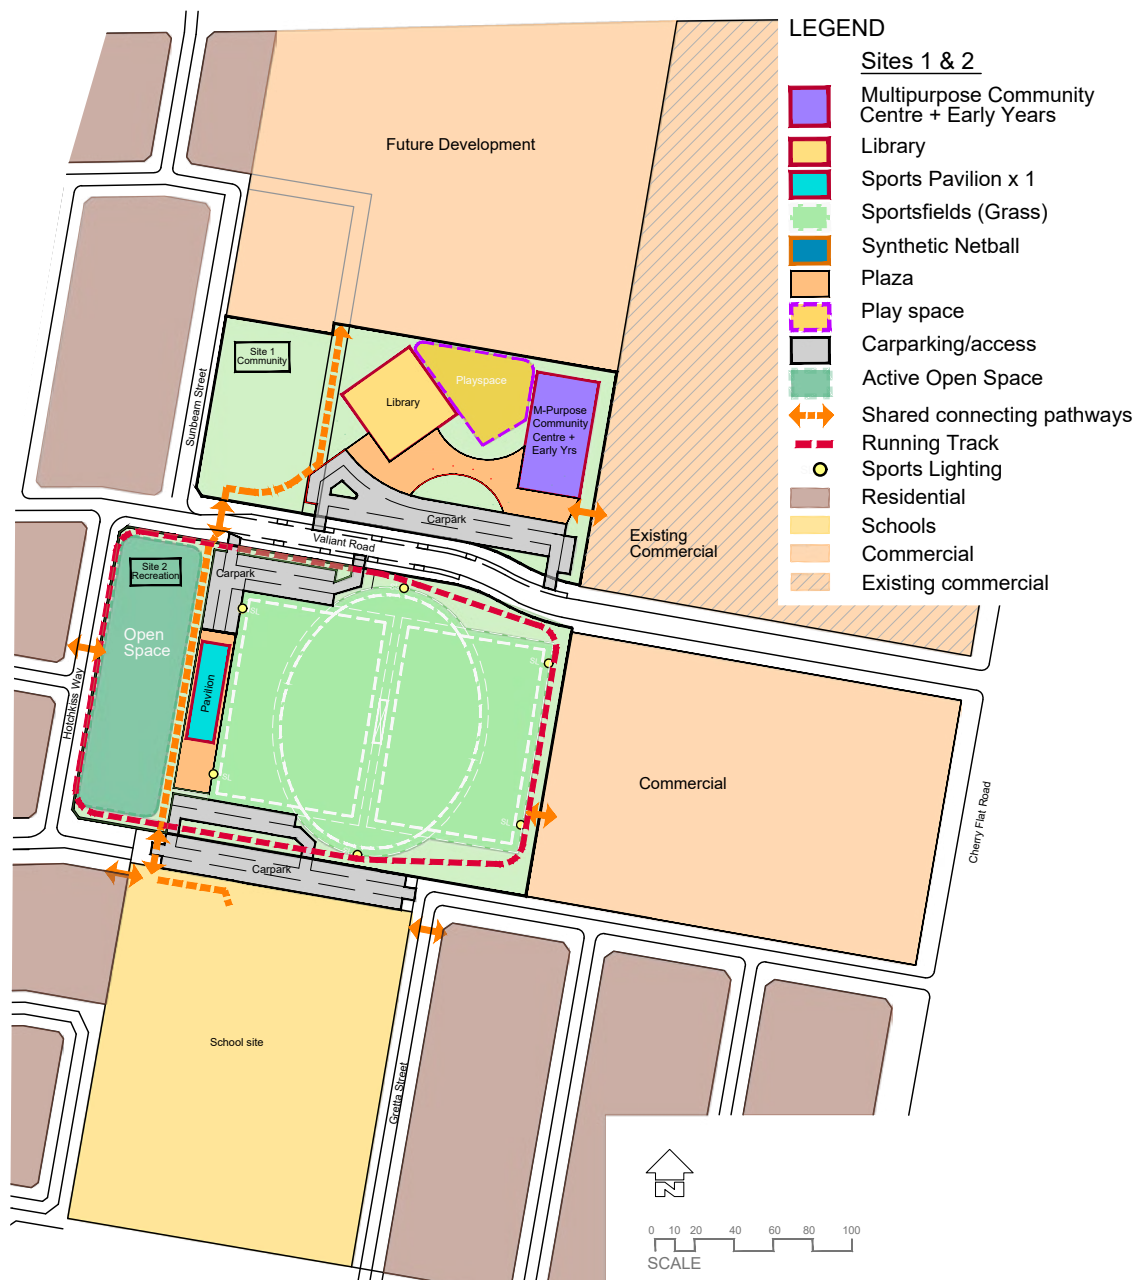 LEGEND
Sites 1 & 2
Multipurpose Community
Centre + Early Years
Library
Sports Pavilion x 1
Sportsfields (Grass)
Synthetic Netball
Plaza
Play space
Carparking/access
Active Open Space
Shared connecting pathways
Running Track
Sports Lighting
Residential
Schools
Commercial
Existing commercial
Future Development
Site 1
Community
Sunbeam Street
Library
Playspace
M-Purpose
Community
Centre +
Early Yrs
Carpark
Valiant Road
Existing
Commercial
Site 2
Recreation
Carpark
Open
Space
Hotchkiss Way
Pavilion
SL
SL
SL
SL
Commercial
Cherry Flat Road
Carpark
School site
Gretta Street
N
0 10 20 40 60 80 100
SCALE